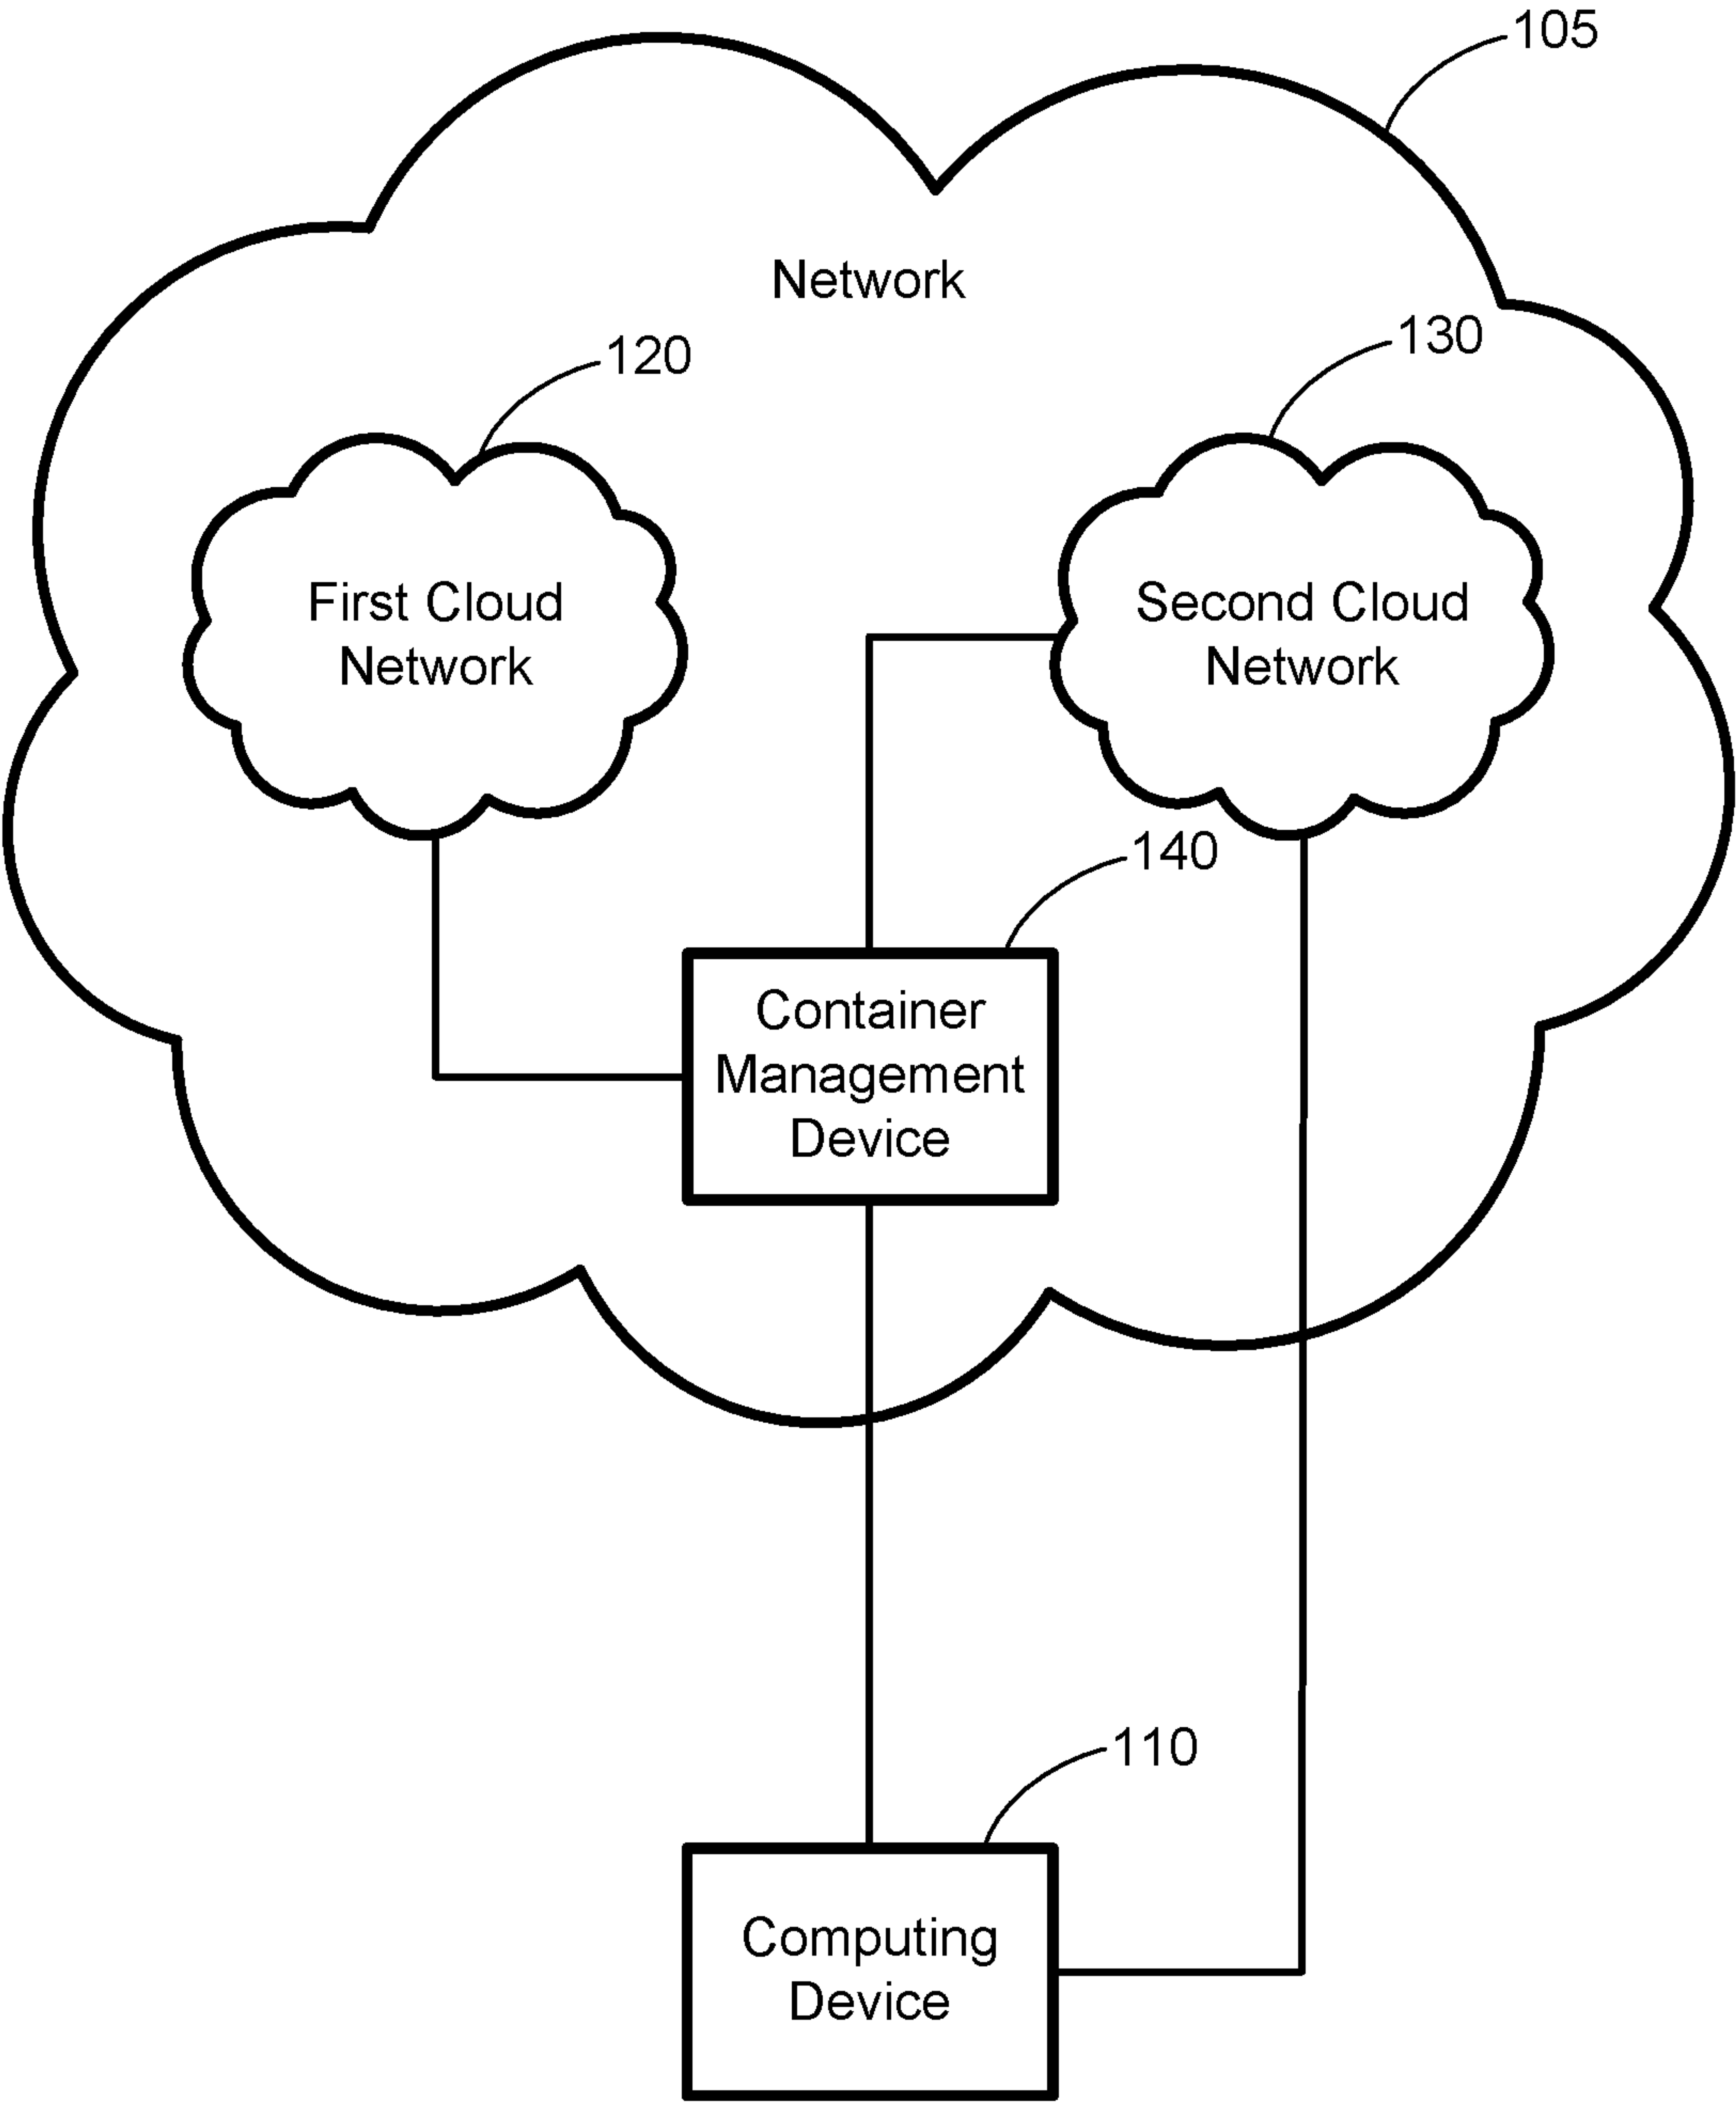 105
Network
130
120
First Cloud
Network
Second Cloud
Network
140
Container
Management
Device
110
Computing
Device